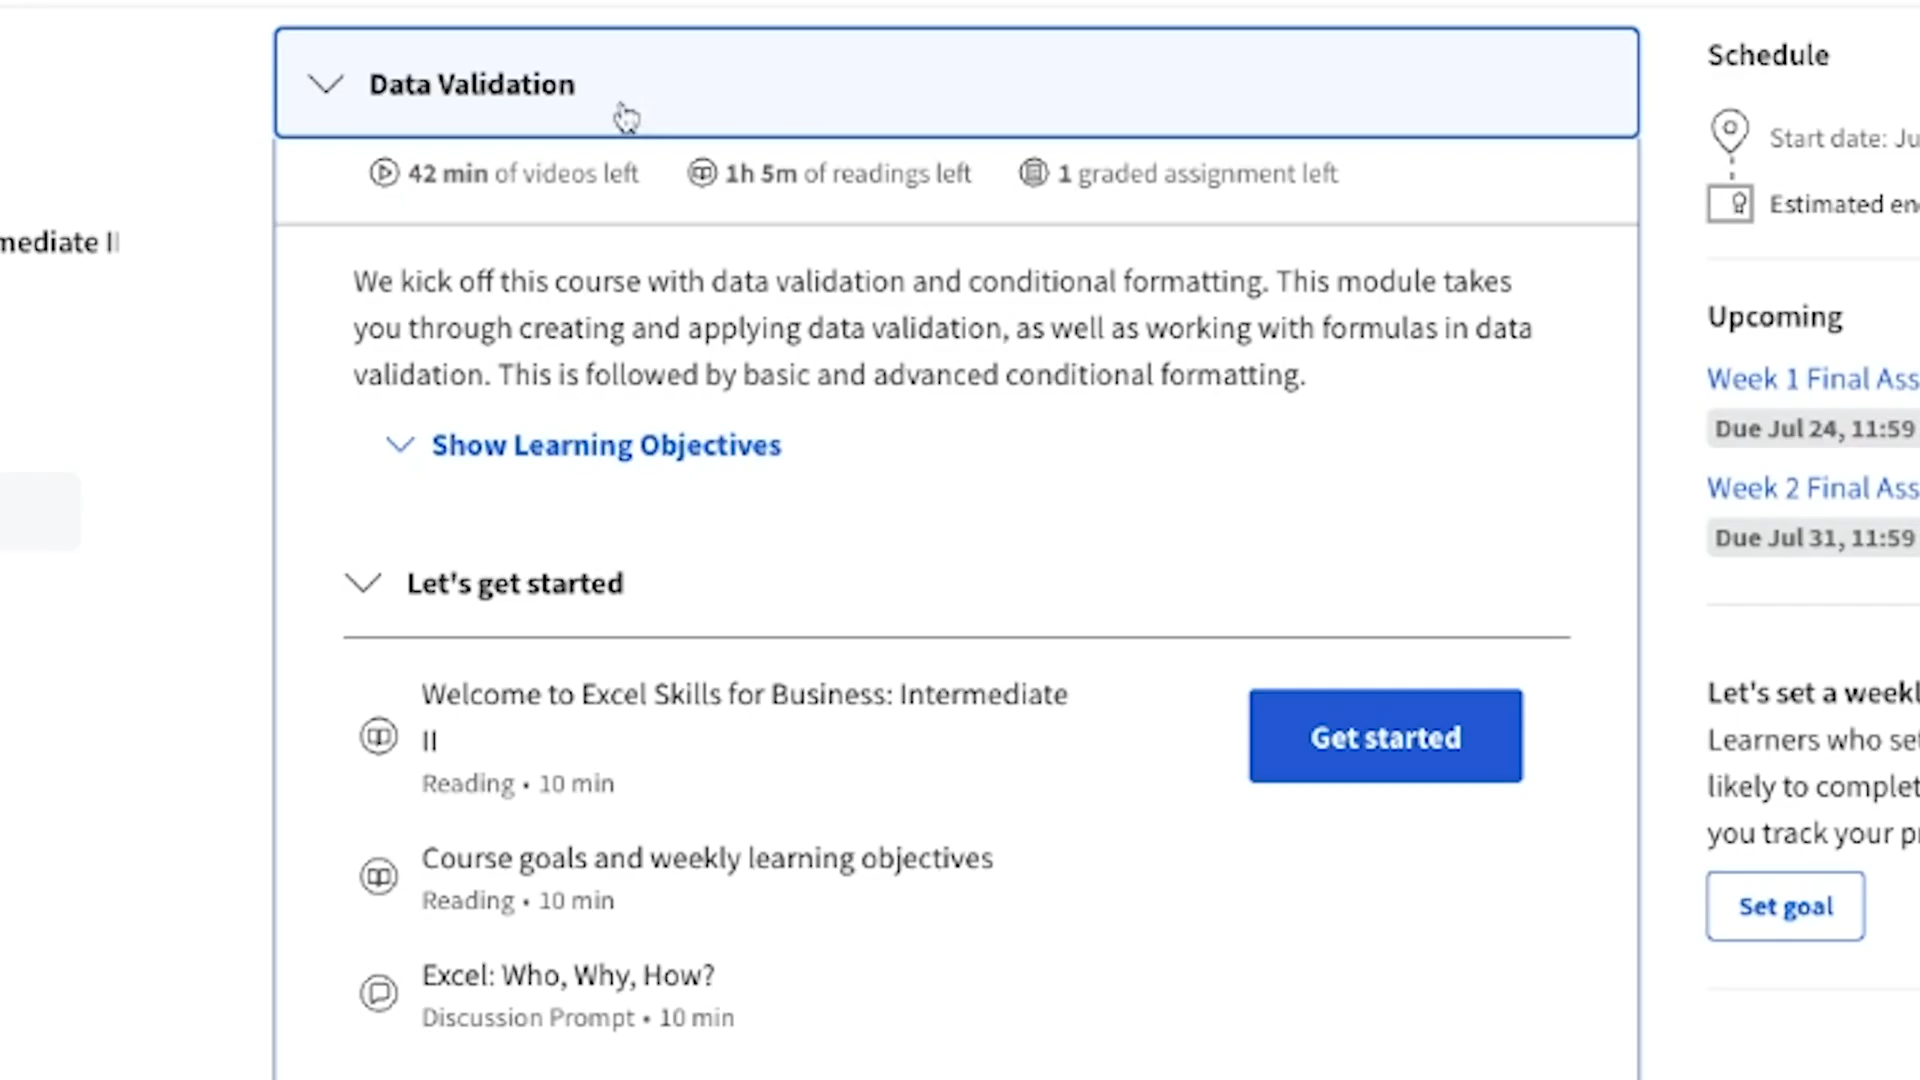 Data Validation
42 min of videos left
1h 5m of readings left
1 graded assignment left
We kick off this course with data validation and conditional formatting. This module takes
you through creating and applying data validation, as well as working with formulas in data
validation. This is followed by basic and advanced conditional formatting.
Show Learning Objectives
Let's get started
Welcome to Excel Skills for Business: Intermediate
II
Reading • 10 min
Get started
Course goals and weekly learning objectives
Reading • 10 min
Excel: Who, Why, How?
Discussion Prompt • 10 min
mediate II
Schedule
Start date: Ju
Estimated en
Upcoming
Week 1 Final Ass
Due Jul 24, 11:59
Week 2 Final Ass
Due Jul 31, 11:59
Let's set a weekl
Learners who set
likely to complet
you track your pr
Set goal